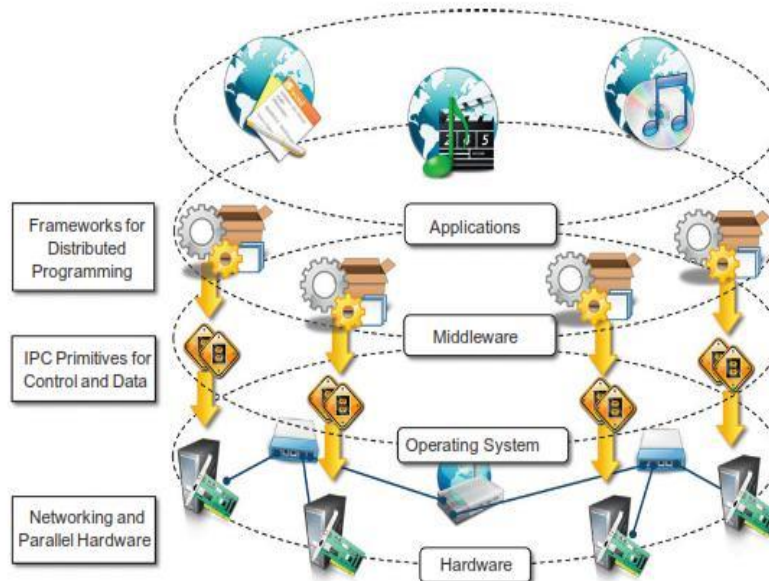 Frameworks for
Distributed
Programming
Applications
IPC Primitives for
Control and Data
Middleware
Operating System
Networking and
Parallel Hardware
Hardware